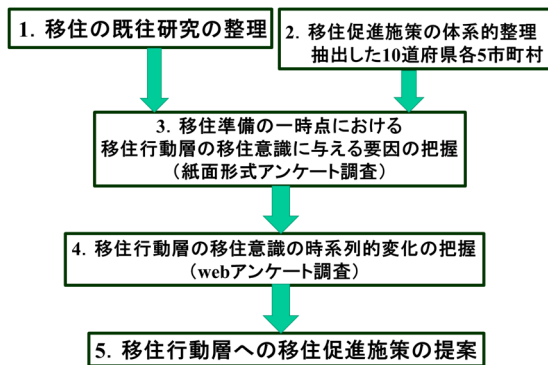 1. 移住の既往研究の整理
2. 移住促進施策の体系的整理
抽出した10道府県各5市町村
3. 移住準備の一時点における
移住行動層の移住意識に与える要因の把握
(紙面形式アンケート調査)
4. 移住行動層の移住意識の時系列的変化の把握
(webアンケート調査)
5. 移住行動層への移住促進施策の提案